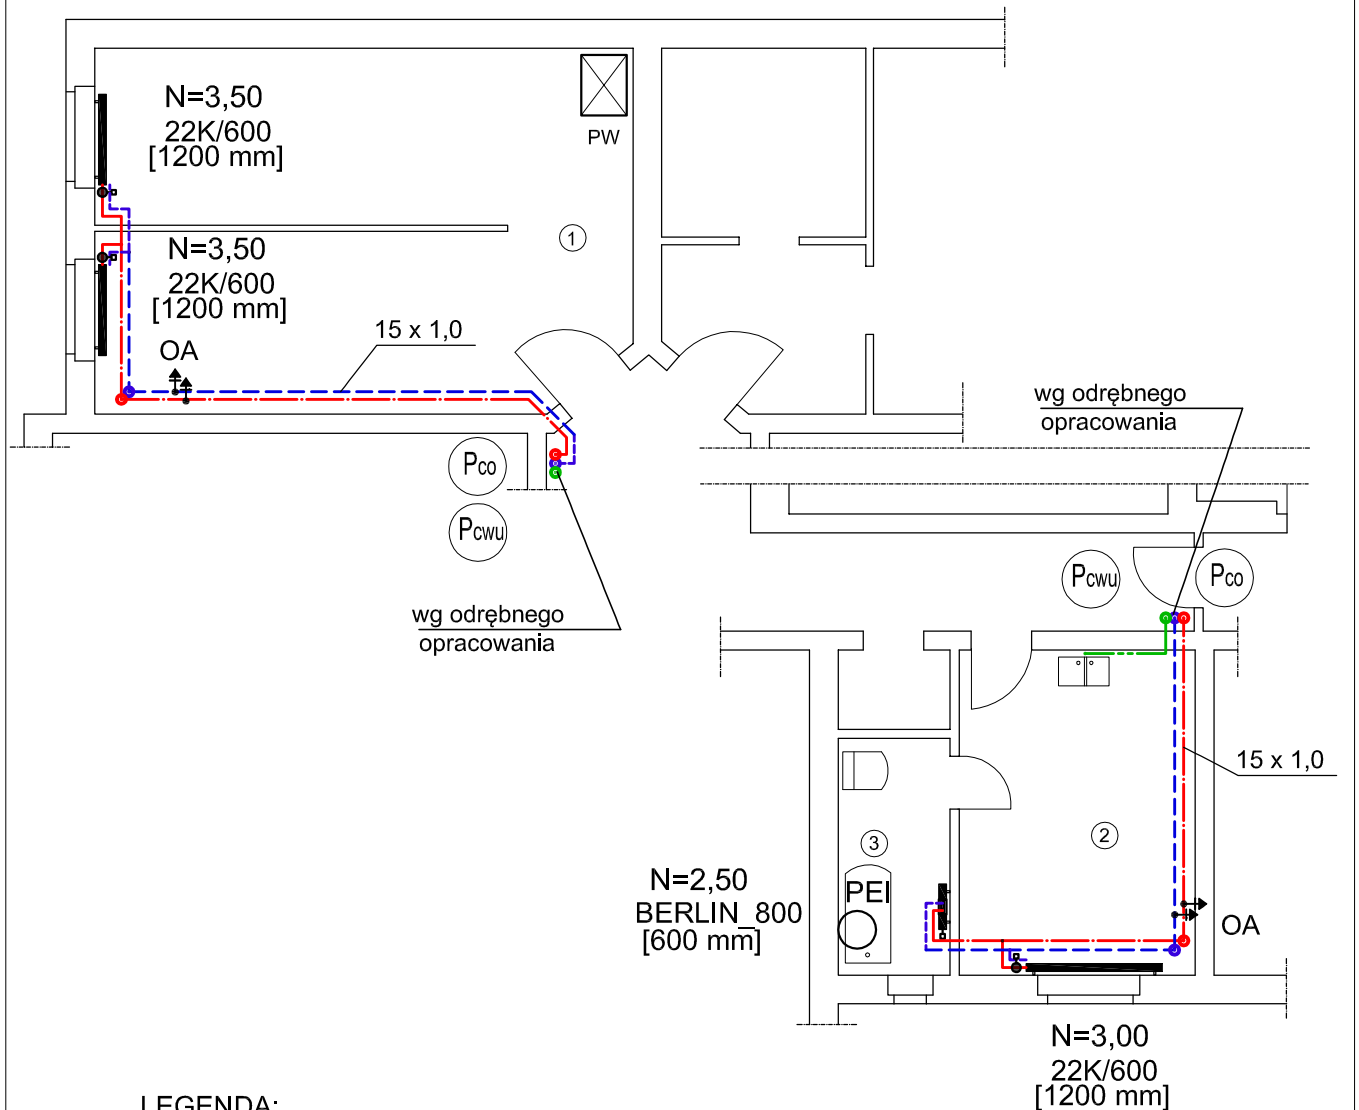 N=3,50
22K/600
[1200 mm]
PW
1
N=3,50
22K/600
[1200 mm]
15 x 1,0
OA
wg odrębnego
opracowania
Pco
Pcwu
Pcwu
Pco
wg odrębnego
opracowania
15 x 1,0
2
3
N=2,50
BERLIN_800
[600 mm]
PEI
OA
N=3,00
22K/600
[1200 mm]
LEGENDA: